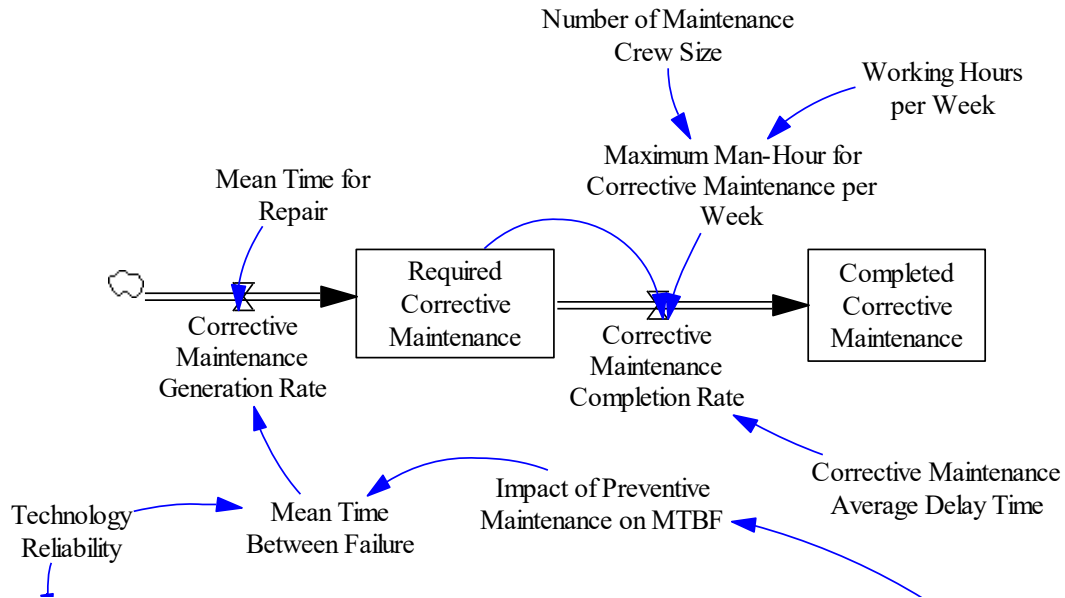 Number of Maintenance
Crew Size
Working Hours
per Week
Maximum Man-Hour for
Corrective Maintenance per
Week
Mean Time for
Repair
Required
Corrective
Maintenance
Completed
Corrective
Maintenance
Corrective
Maintenance
Generation Rate
Corrective
Maintenance
Completion Rate
Corrective Maintenance
Average Delay Time
Impact of Preventive
Maintenance on MTBF
Mean Time
Between Failure
Technology
Reliability